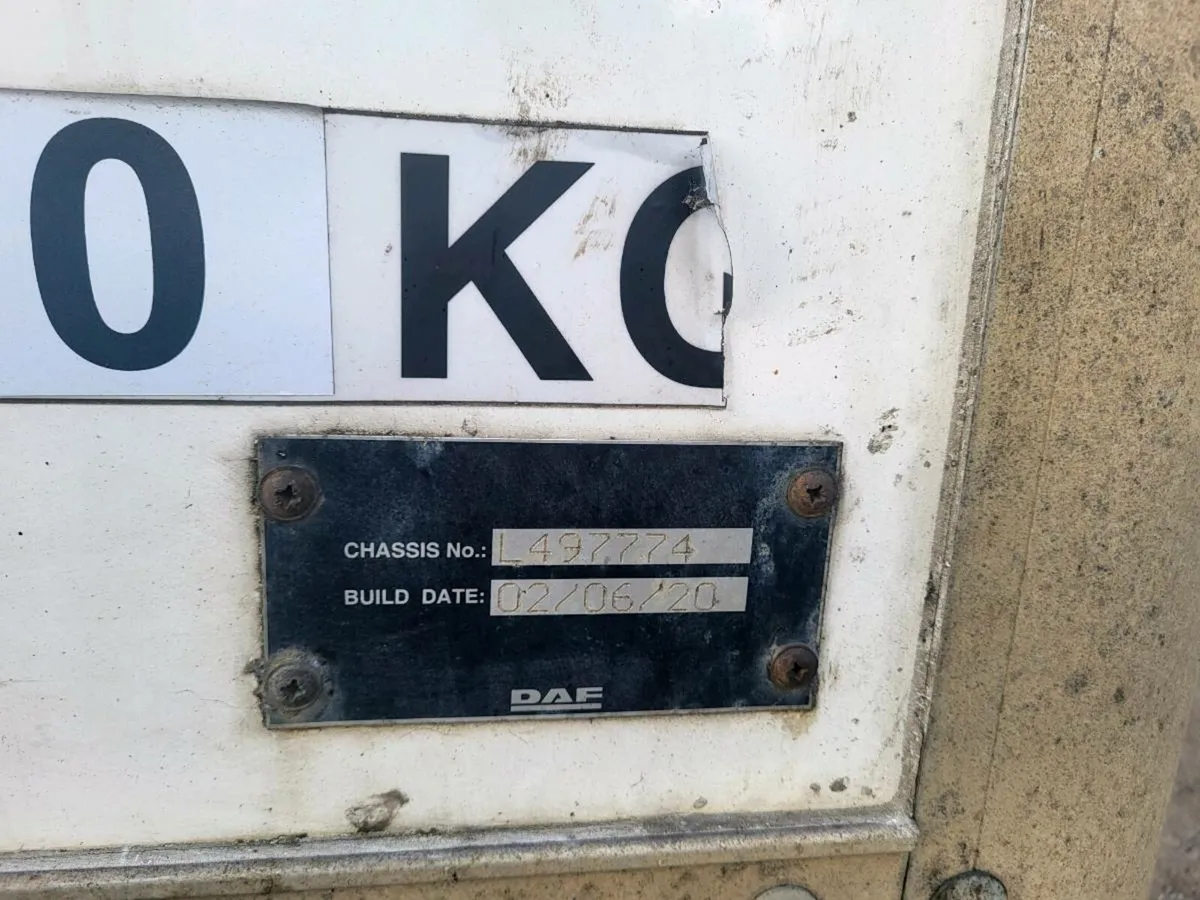 0 KG
CHASSIS No.: L497774
BUILD DATE: 02/06/20
DAF